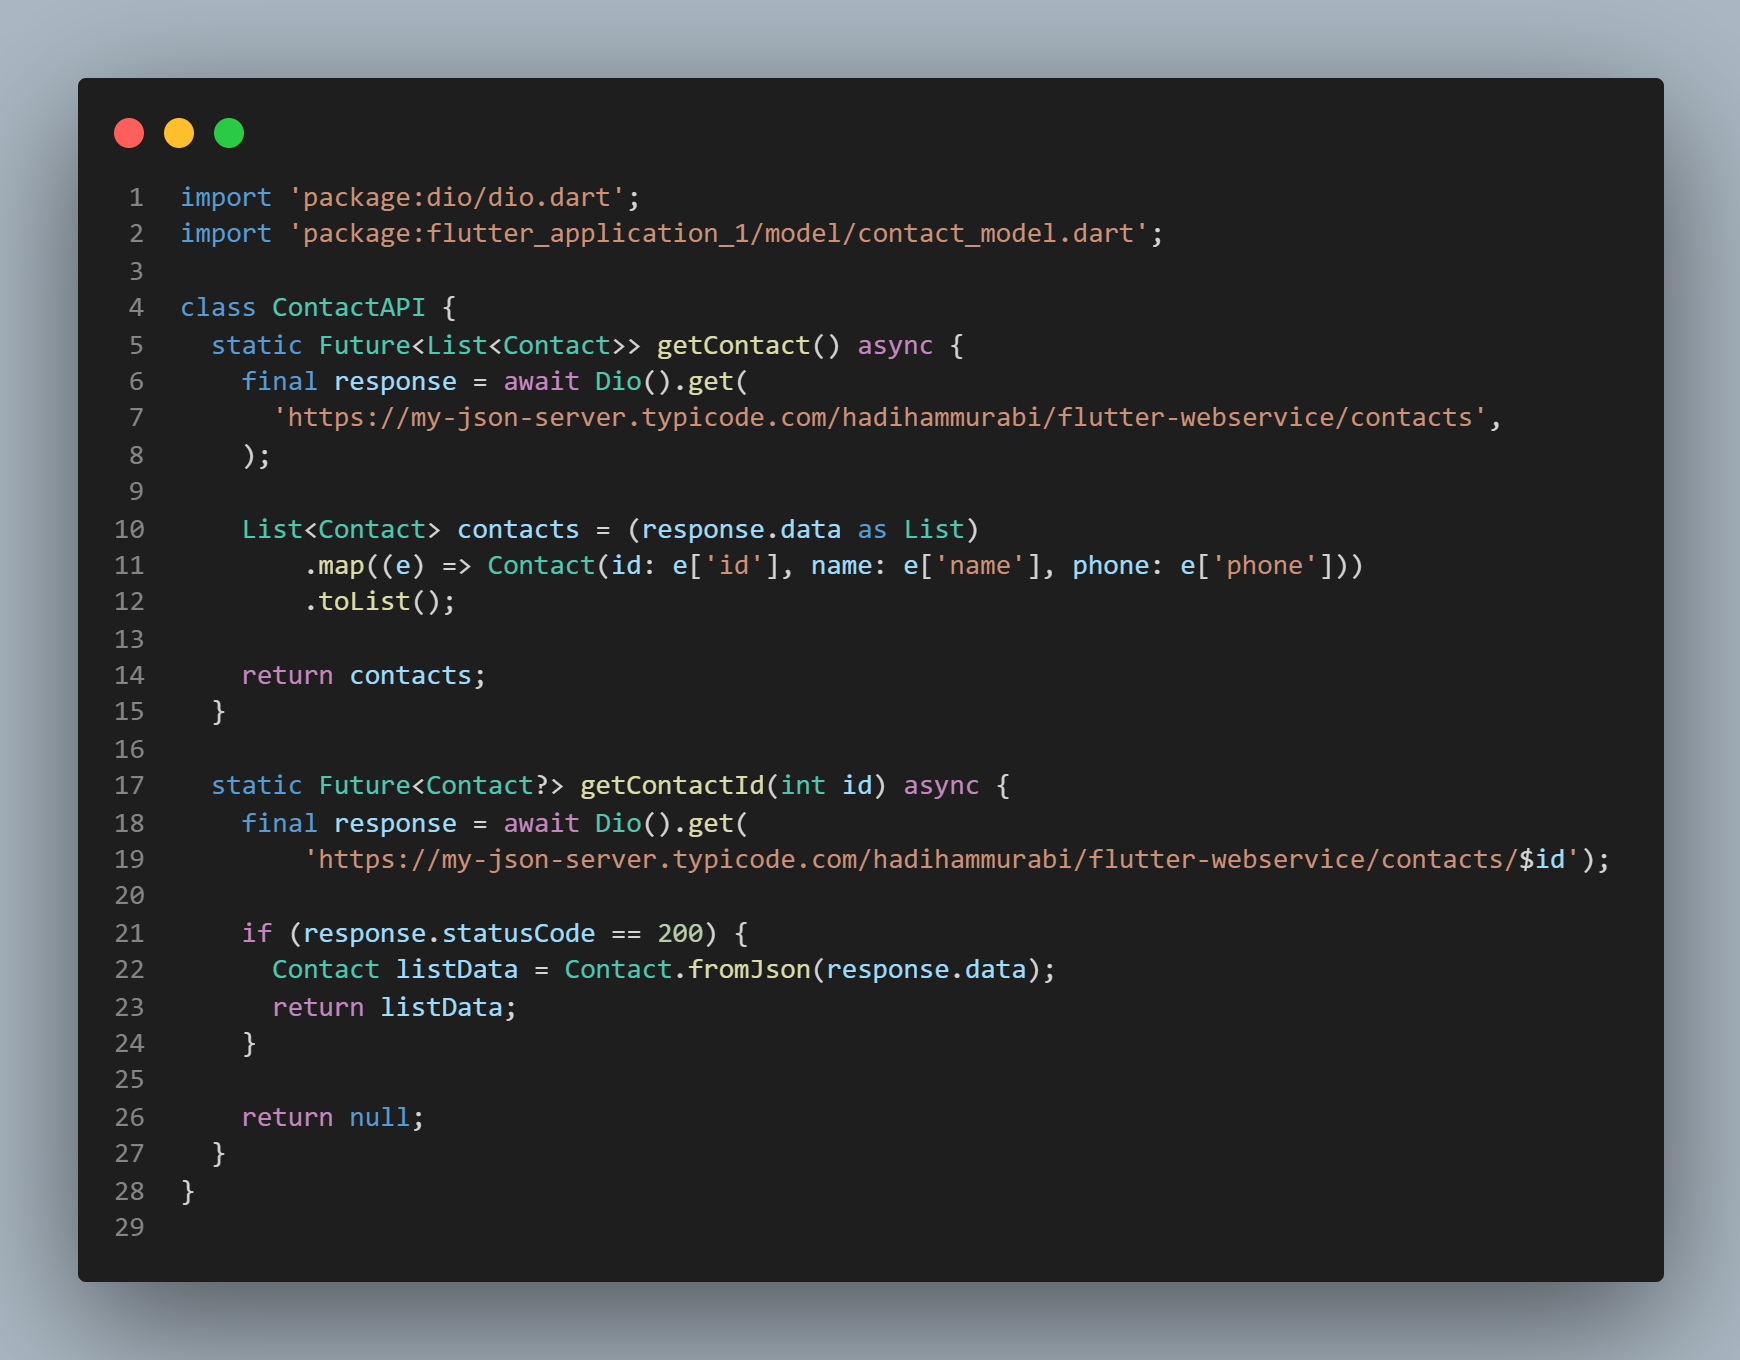 1 import 'package:dio/dio.dart';
2 import 'package:flutter_application_1/model/contact_model.dart';
3
4 class ContactAPI {
5   static Future<List<Contact>> getContact() async {
6     final response = await Dio().get(
7       'https://my-json-server.typicode.com/hadihammurabi/flutter-webservice/contacts',
8     );
9
10     List<Contact> contacts = (response.data as List)
11         .map((e) => Contact(id: e['id'], name: e['name'], phone: e['phone']))
12         .toList();
13
14     return contacts;
15   }
16
17   static Future<Contact?> getContactId(int id) async {
18     final response = await Dio().get(
19         'https://my-json-server.typicode.com/hadihammurabi/flutter-webservice/contacts/$id');
20
21     if (response.statusCode == 200) {
22       Contact listData = Contact.fromJson(response.data);
23       return listData;
24     }
25
26     return null;
27   }
28 }
29